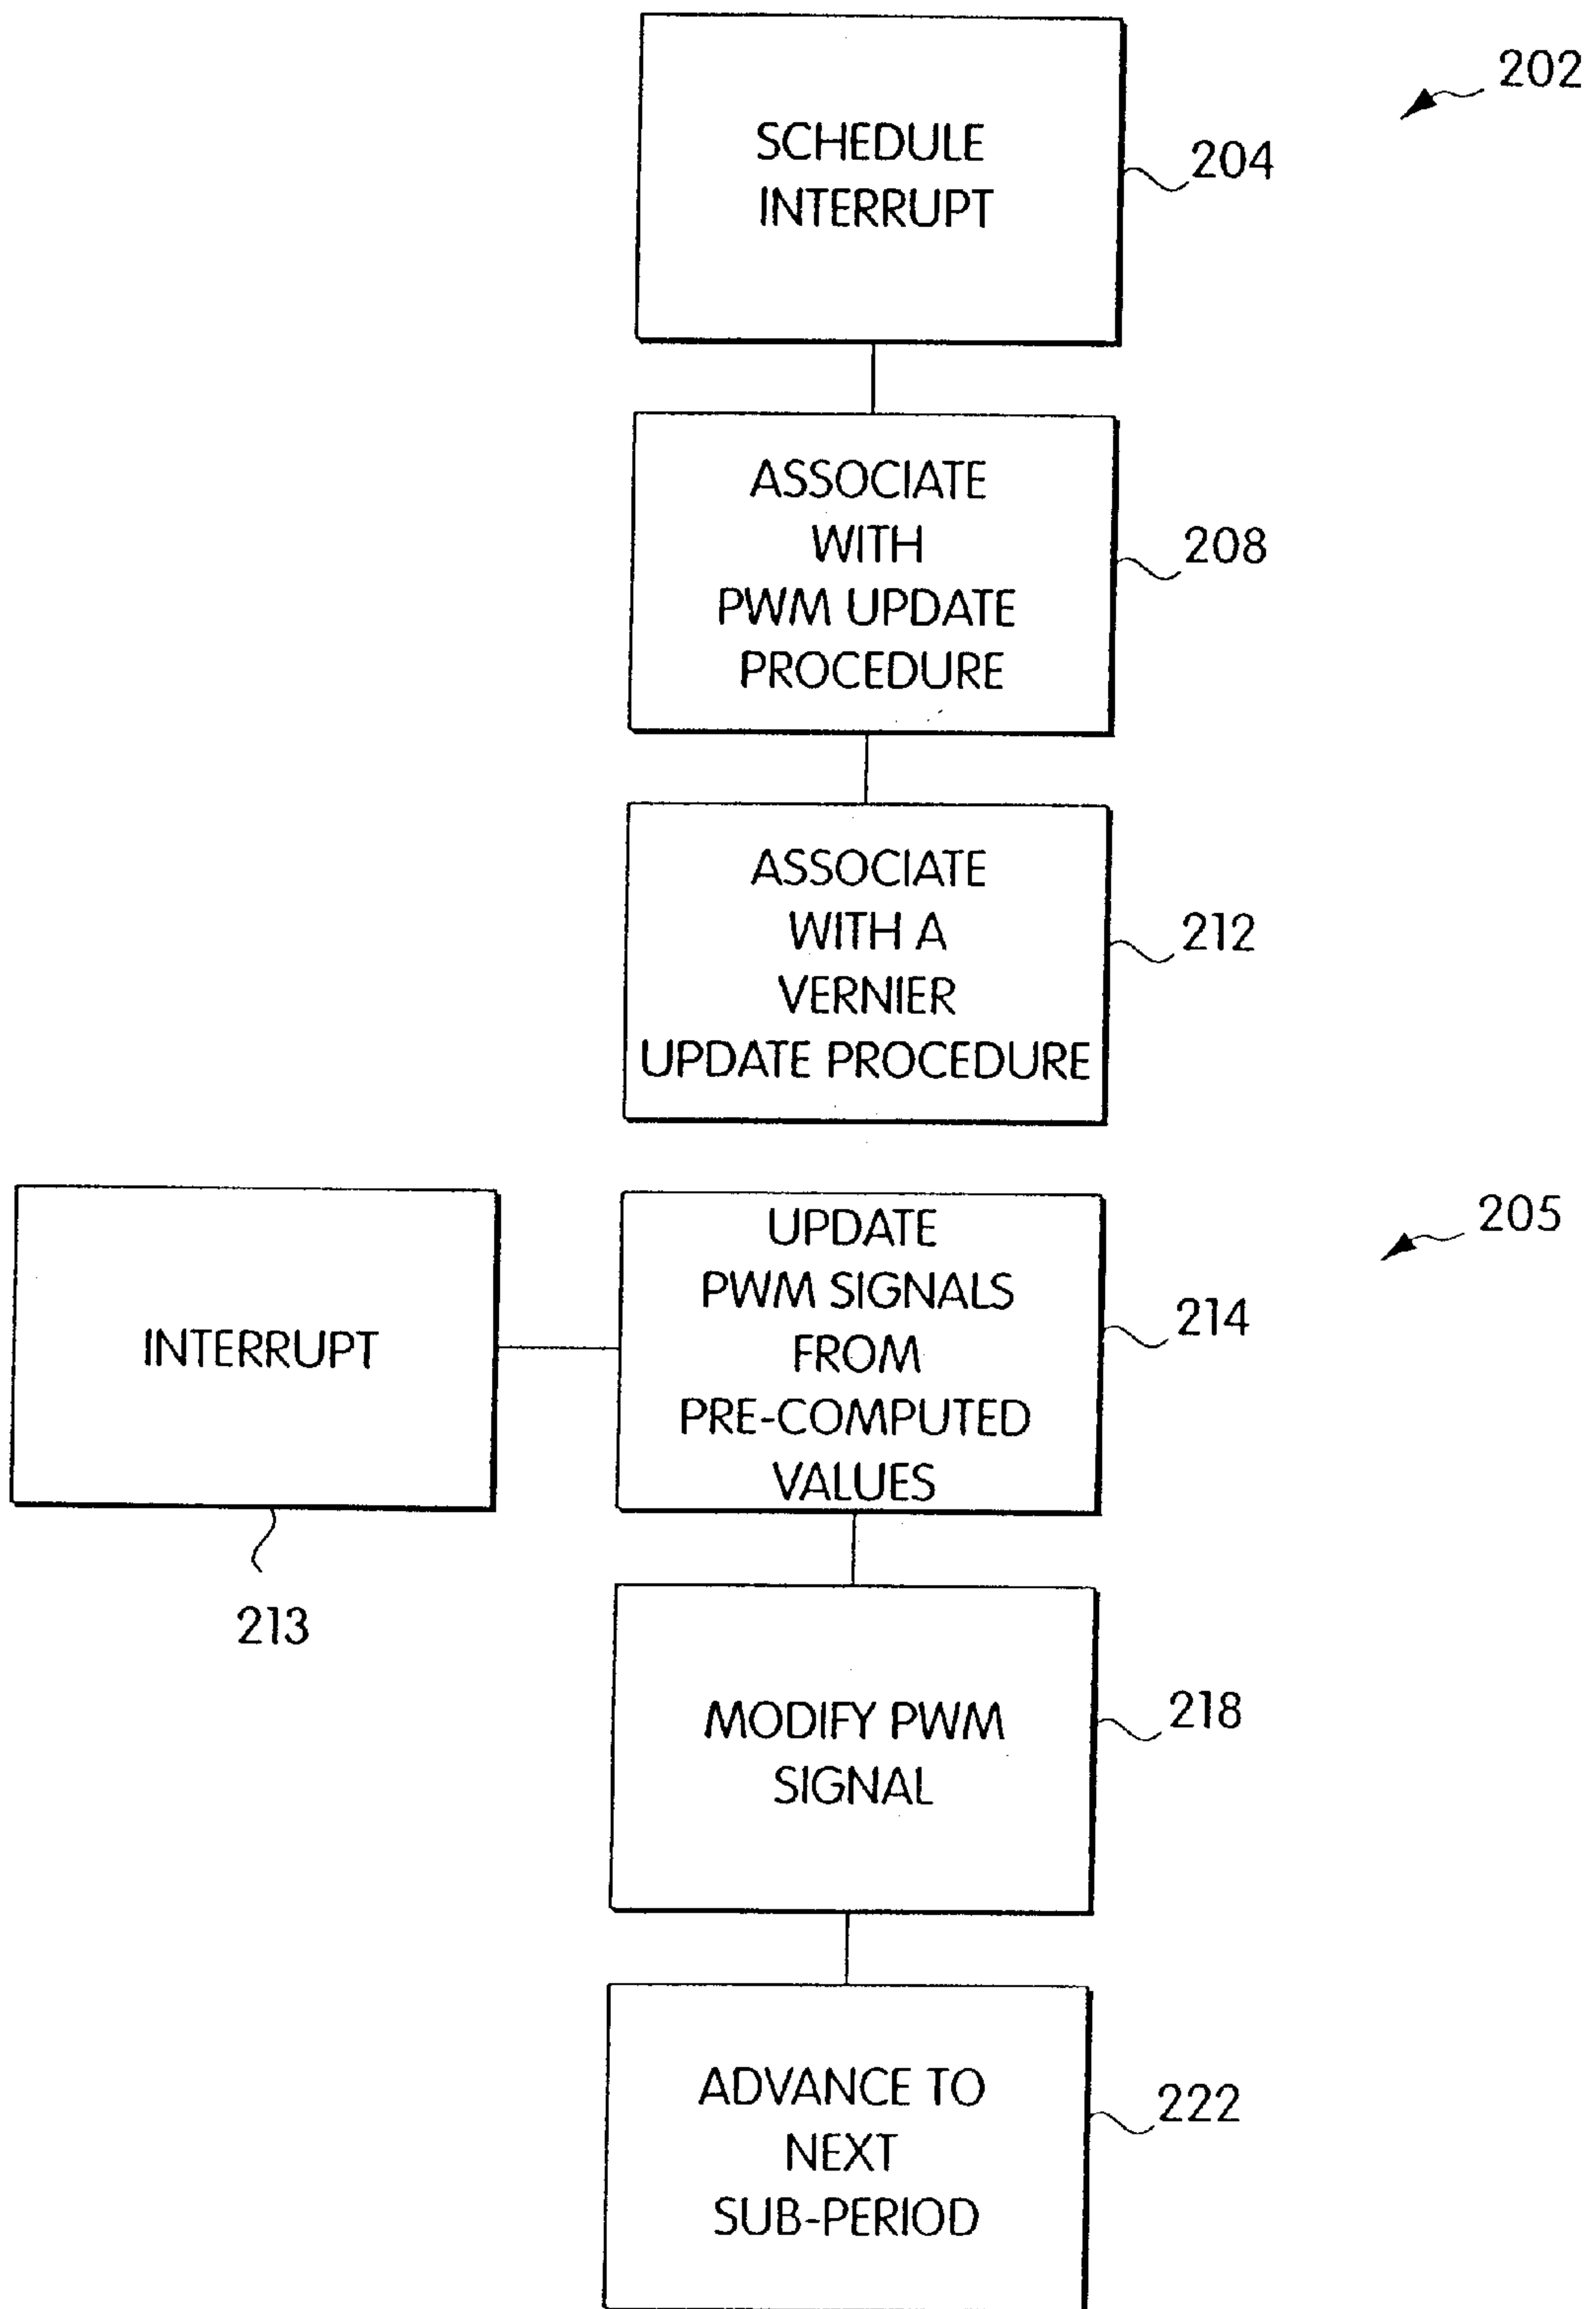 202
SCHEDULE
INTERRUPT
204
ASSOCIATE
WITH
PWM UPDATE
PROCEDURE
208
ASSOCIATE
WITH A
VERNIER
UPDATE PROCEDURE
212
205
INTERRUPT
213
UPDATE
PWM SIGNALS
FROM
PRE-COMPUTED
VALUES
214
MODIFY PWM
SIGNAL
218
ADVANCE TO
NEXT
SUB-PERIOD
222